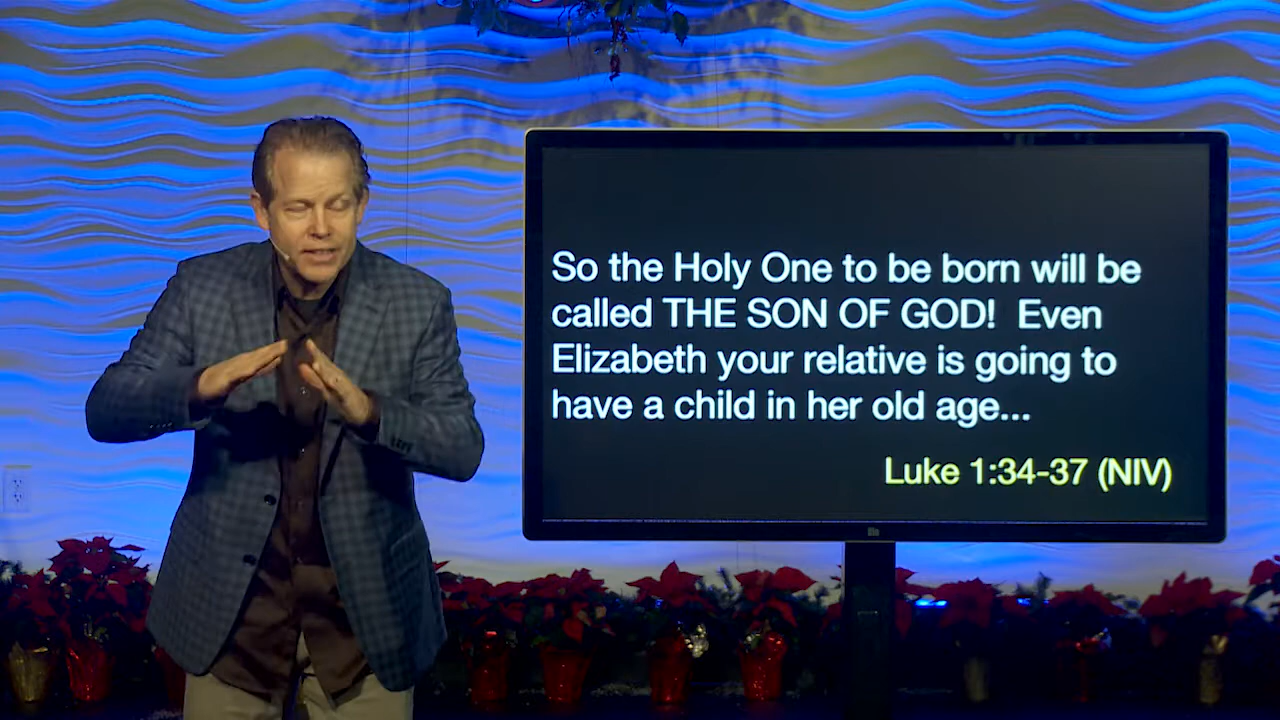 So the Holy One to be born will be
called THE SON OF GOD! Even
Elizabeth your relative is going to
have a child in her old age...
Luke 1:34-37 (NIV)